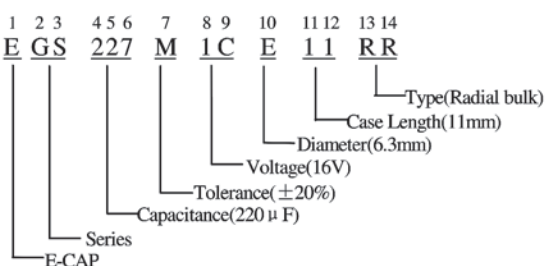 1 2 3 4 5 6 7 8 9 10 11 12 13 14
E GS 227 M 1C E 11 RR
Type(Radial bulk)
Case Length(11mm)
Diameter(6.3mm)
Voltage(16V)
Tolerance(±20%)
Capacitance(220μF)
Series
E-CAP